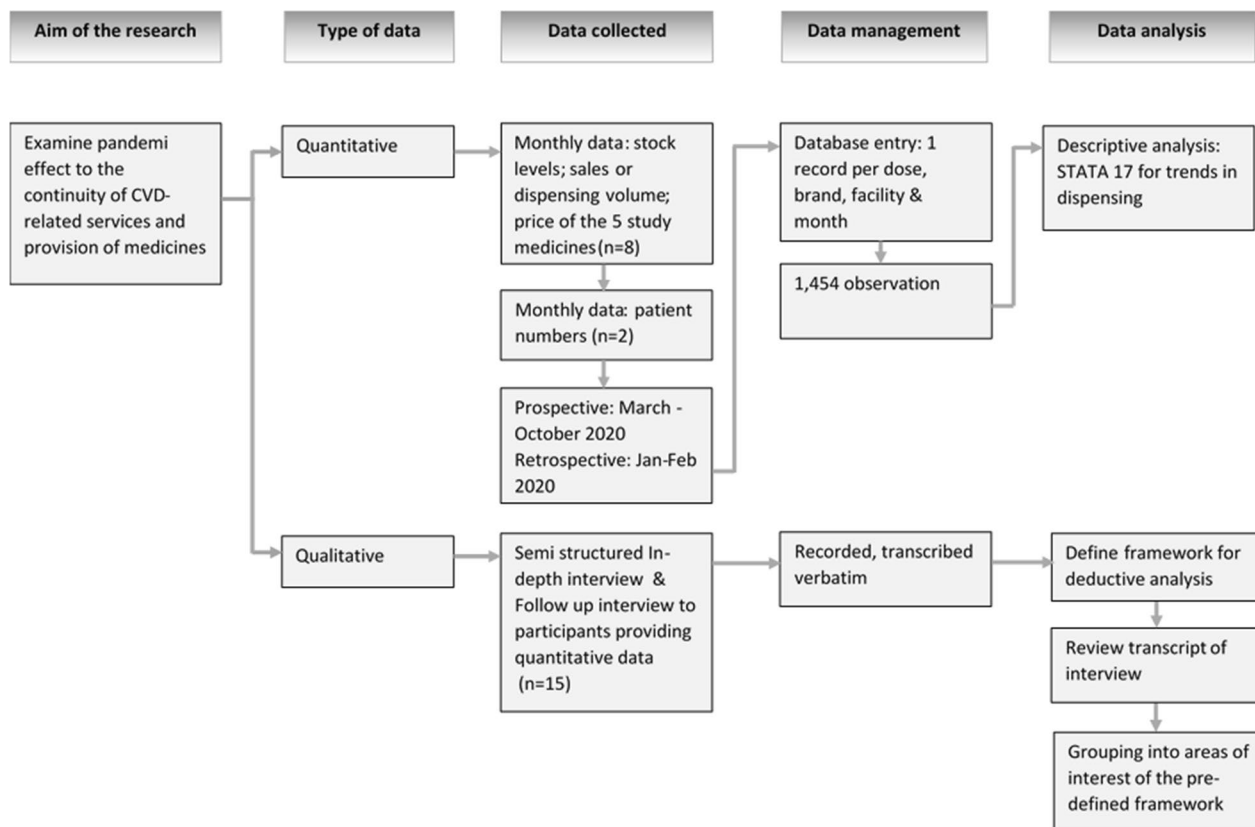 Aim of the research
Type of data
Data collected
Data management
Data analysis
Examine pandemi
effect to the
continuity of CVD-
related services and
provision of medicines
Quantitative
Monthly data: stock
levels; sales or
dispensing volume;
price of the 5 study
medicines(n=8)
Monthly data: patient
numbers (n=2)
Prospective: March -
October 2020
Retrospective: Jan-Feb
2020
Database entry: 1
record per dose,
brand, facility &
month
1,454 observation
Descriptive analysis:
STATA 17 for trends in
dispensing
Qualitative
Semi structured In-
depth interview &
Follow up interview to
participants providing
quantitative data
(n=15)
Recorded, transcribed
verbatim
Define framework for
deductive analysis
Review transcript of
interview
Grouping into areas of
interest of the pre-
defined framework